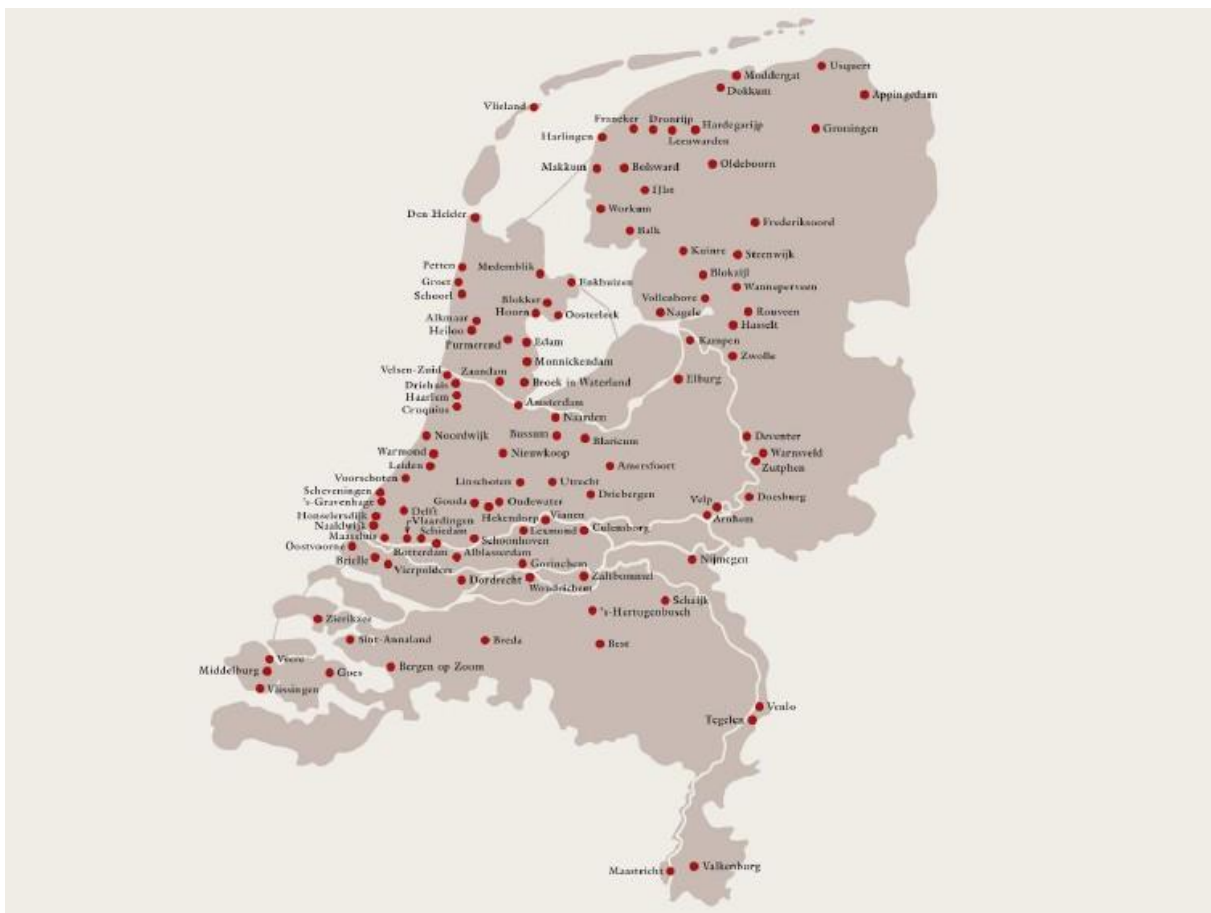 Usquert
Moddergat
Dokkum
Appingedam
Vlieland
Franeker
Dronrijp
Hardegarijp
Groningen
Harlingen
Leeuwarden
Makkum
Bolsward
Oldeboorn
IJlst
Workum
Den Helder
Frederiksoord
Balk
Kuinre
Steenwijk
Petten
Medemblik
Blokzijl
Groet
Enkhuizen
Wanneperveen
Schoorl
Blokker
Vollenhove
Hoorn
Oosterleek
Nagele
Rouveen
Alkmaar
Hasselt
Heiloo
Purmerend
Edam
Kampen
Monnickendam
Zwolle
Velsen-Zuid
Zaandam
Elburg
Driehuis
Broek in Waterland
Haarlem
Cruquius
Amsterdam
Naarden
Noordwijk
Bussum
Blaricum
Deventer
Warmond
Nieuwkoop
Warnsveld
Leiden
Amersfoort
Zutphen
Voorschoten
Linschoten
Utrecht
Scheveningen
Driebergen
Doesburg
's-Gravenhage
Gouda
Oudewater
Velp
Delft
Honselersdijk
Hekendorp
Vianen
Arnhem
Vlaardingen
Naaldwijk
Schiedam
Lexmond
Culemborg
Maassluis
Schoonhoven
Oostvoorne
Rotterdam
Alblasserdam
Brielle
Gorinchem
Nijmegen
Vierpolders
Dordrecht
Woudrichem
Zaltbommel
Schaijk
's-Hertogenbosch
Zierikzee
Sint-Annaland
Breda
Best
Veere
Middelburg
Goes
Bergen op Zoom
Vlissingen
Venlo
Tegelen
Maastricht
Valkenburg